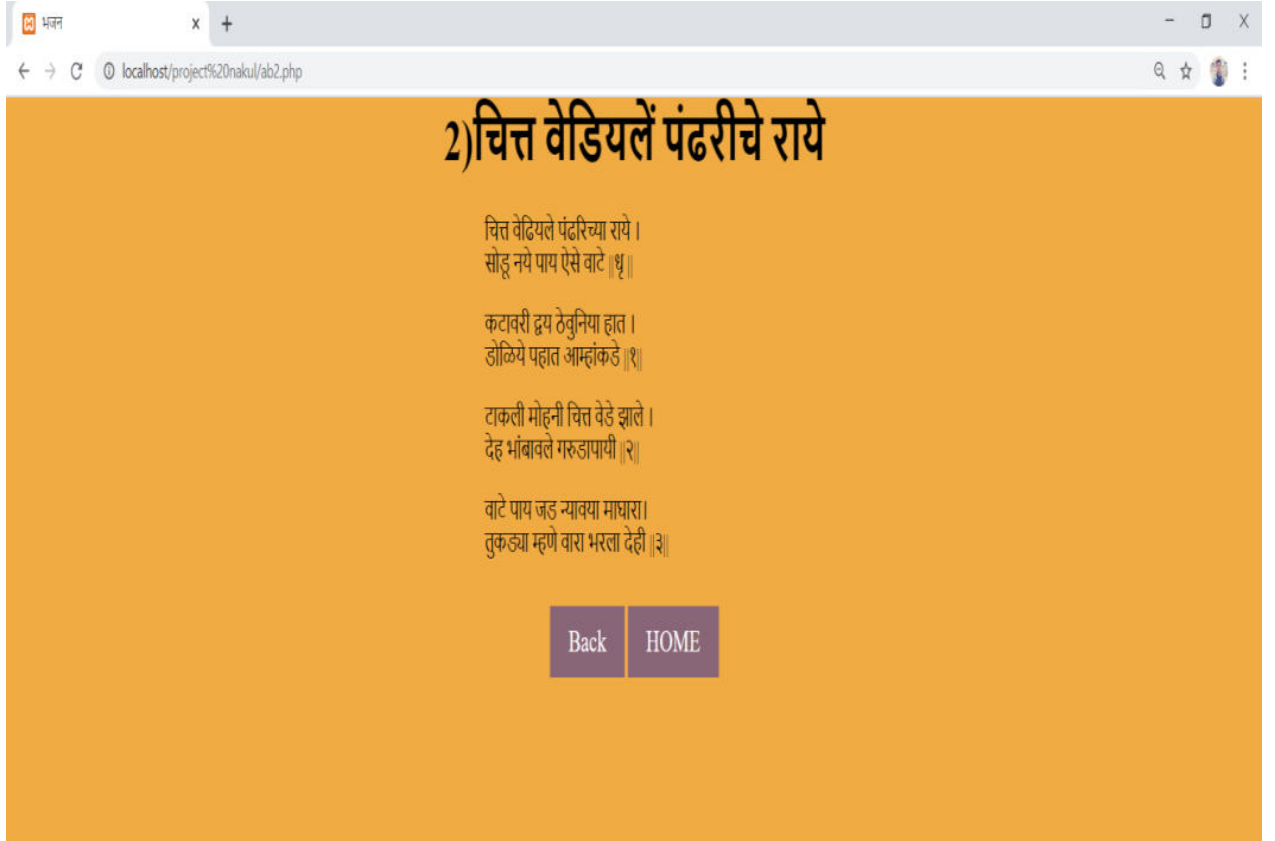 भजन
localhost/project%20nakul/ab2.php
2)चित्त वेडियलें पंढरीचे राये
चित्त वेढियले पंढरिच्या राये ।
सोडू नये पाय ऐसे वाटे ॥धृ॥
कटावरी द्वय ठेवुनिया हात ।
डोळिये पहात आम्हांकडे ॥१॥
टाकली मोहनी चित्त वेडे झाले ।
देह भांबावले गरुडापायी ॥२॥
वाटे पाय जड न्यावया माघारा।
तुकड्या म्हणे वारा भरला देही ॥३॥
Back HOME